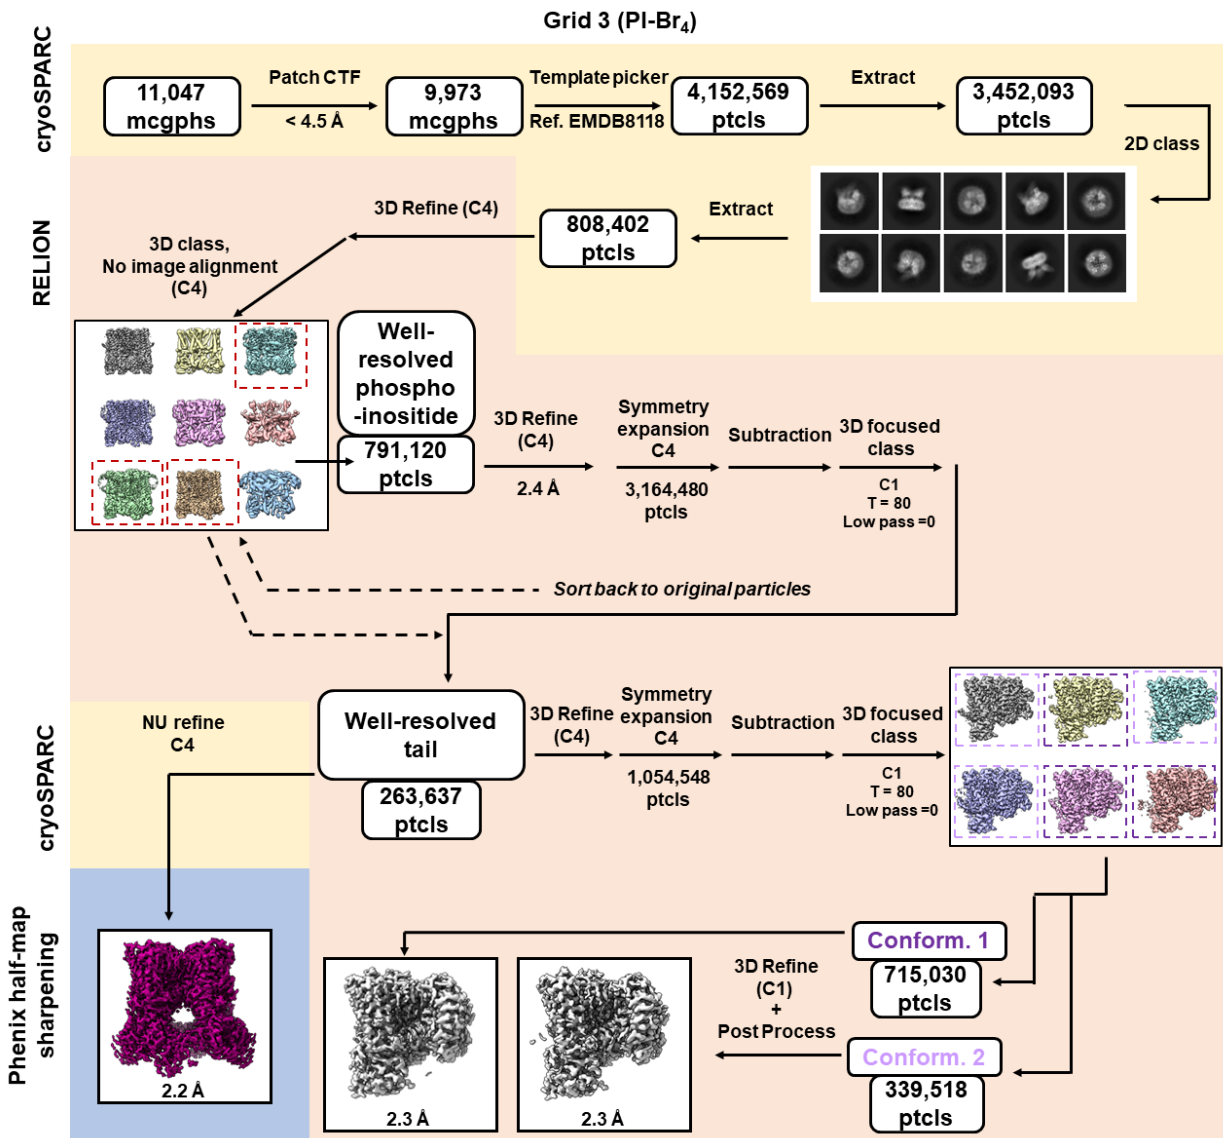 Grid 3 (PI-Br4)
cryoSPARC
11,047
mcgphs
Patch CTF
< 4.5 Å
9,973
mcgphs
Template picker
Ref. EMDB8118
4,152,569
ptcls
Extract
3,452,093
ptcls
2D class
RELION
Extract
808,402
ptcls
3D Refine (C4)
3D class,
No image alignment
(C4)
Well-
resolved
phospho
-inositide
791,120
ptcls
3D Refine
(C4)
2.4 Å
Symmetry
expansion
C4
3,164,480
ptcls
Subtraction
3D focused
class
C1
T = 80
Low pass =0
Sort back to original particles
cryoSPARC
NU refine
C4
Well-resolved
tail
263,637
ptcls
3D Refine
(C4)
Symmetry
expansion
C4
1,054,548
ptcls
Subtraction
3D focused
class
C1
T = 80
Low pass =0
Phenix half-map
sharpening
2.2 Å
2.3 Å
2.3 Å
3D Refine
(C1)
+
Post Process
Conform. 1
715,030
ptcls
Conform. 2
339,518
ptcls